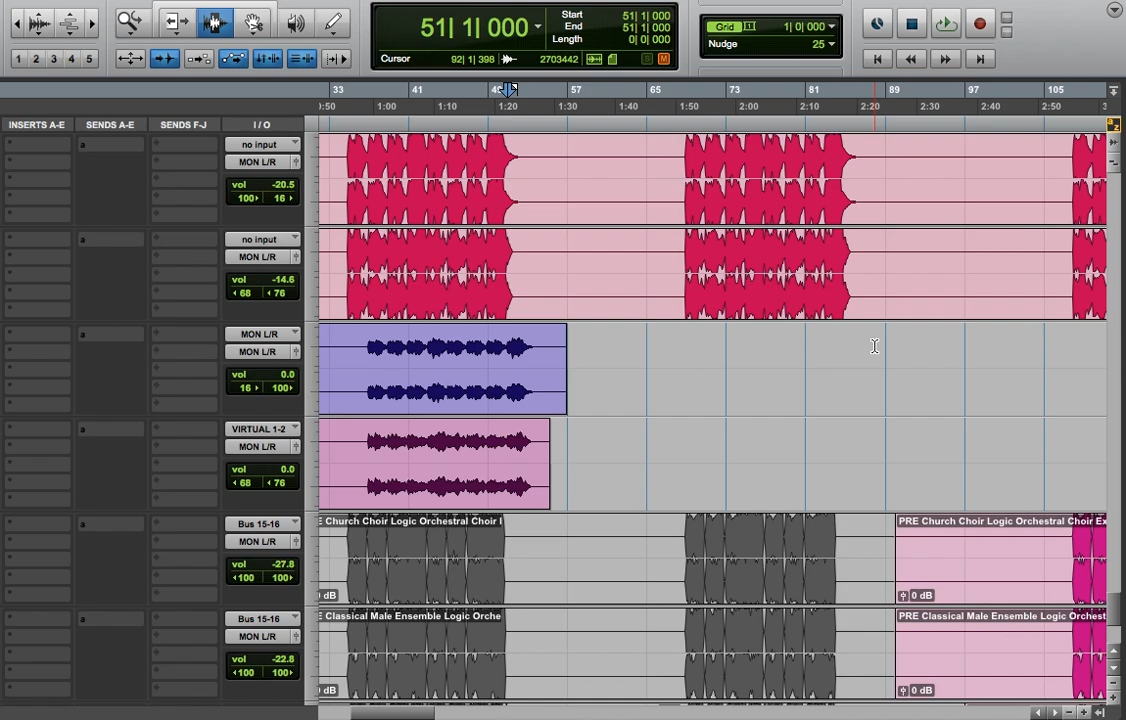 1 2 3 4 5
51| 1| 000
Start 51| 1| 000
End 51| 1| 000
Length 0| 0| 000
Cursor 92| 1| 398 2703442 S M
Grid 1| 0| 000
Nudge 25
33 41 49 57 65 73 81 89 97 105
0:50 1:00 1:10 1:20 1:30 1:40 1:50 2:00 2:10 2:20 2:30 2:40 2:50 3
INSERTS A-E SENDS A-E SENDS F-J I / O
a z
a no input
MON L/R
vol -20.5
100 16
a no input
MON L/R
vol -14.6
68 76
a MON L/R
MON L/R
vol 0.0
16 100
a VIRTUAL 1-2
MON L/R
vol 0.0
68 76
a Bus 15-16
E Church Choir Logic Orchestral Choir PRE Church Choir Logic Orchestral Choir Ex
MON L/R
vol -27.8
100 100
dB 0 dB
a Bus 15-16
E Classical Male Ensemble Logic Orche PRE Classical Male Ensemble Logic Orchest
MON L/R
vol -22.8
100 100
dB 0 dB